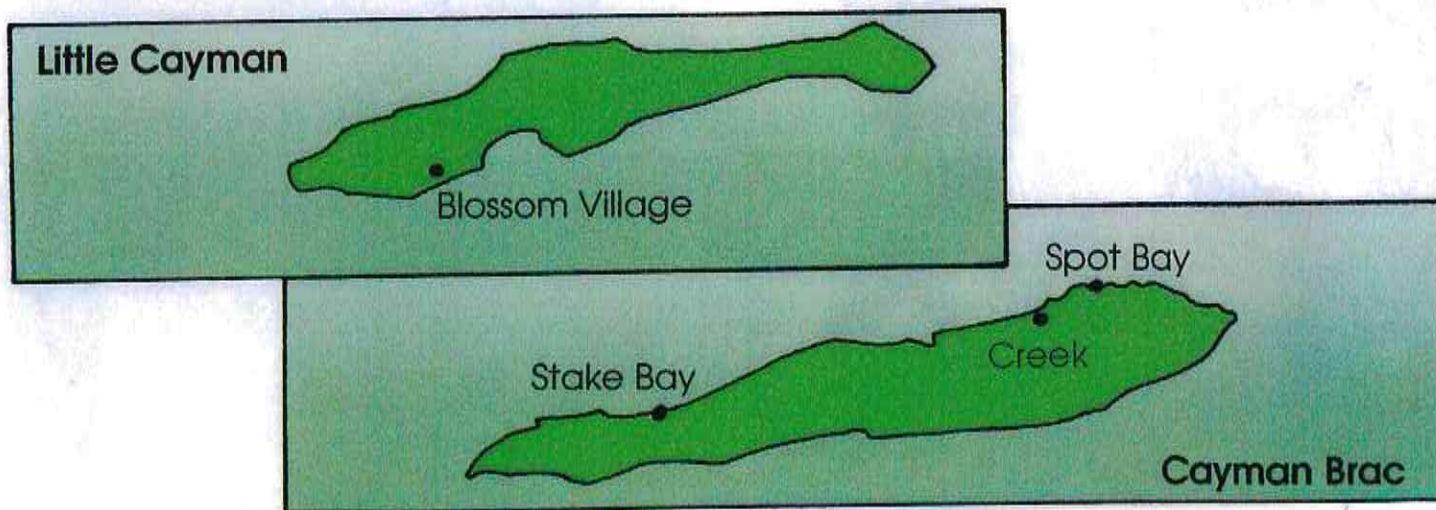 Little Cayman
Blossom Village
Spot Bay
Creek
Stake Bay
Cayman Brac